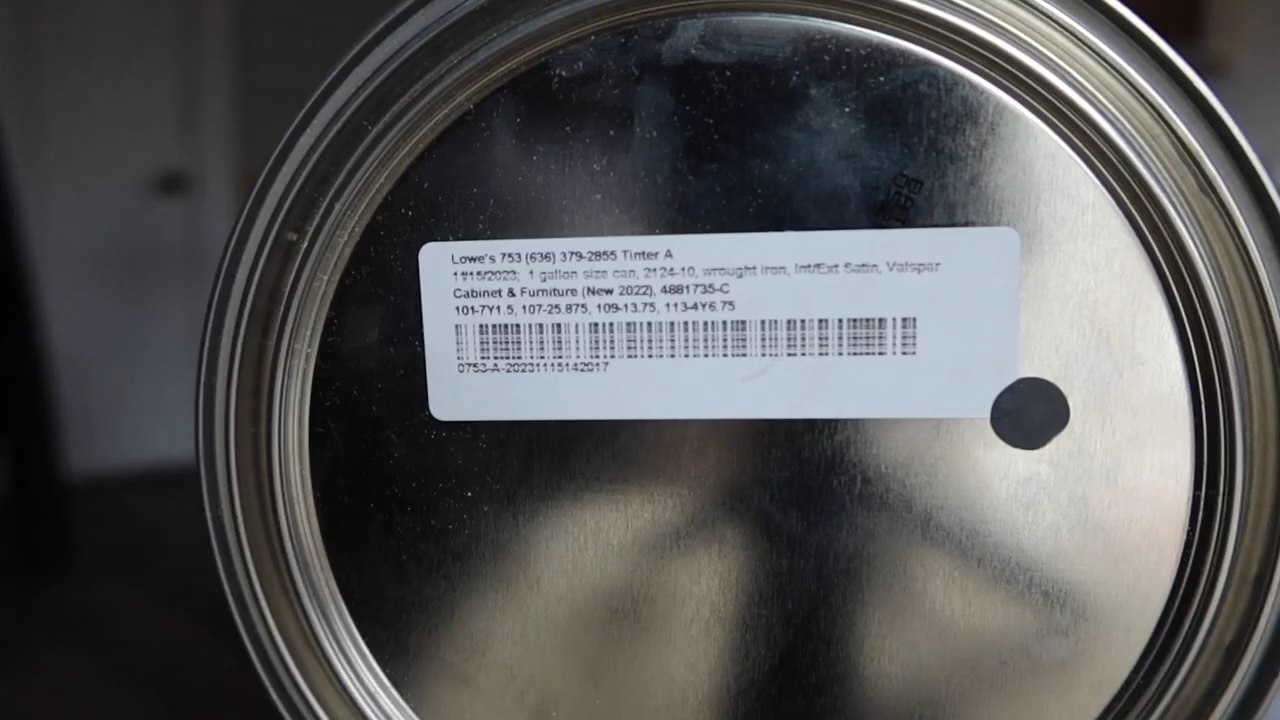 Lowe's 753 (636) 379-2855 Tinter A
11/15/2023; 1 gallon size can, 2124-10, wrought iron, Int/Ext Satin, Valspar
Cabinet & Furniture (New 2022), 4881735-C
101-7Y1.5, 107-25.875, 109-13.75, 113-4Y6.75
0753-A-20231115142017